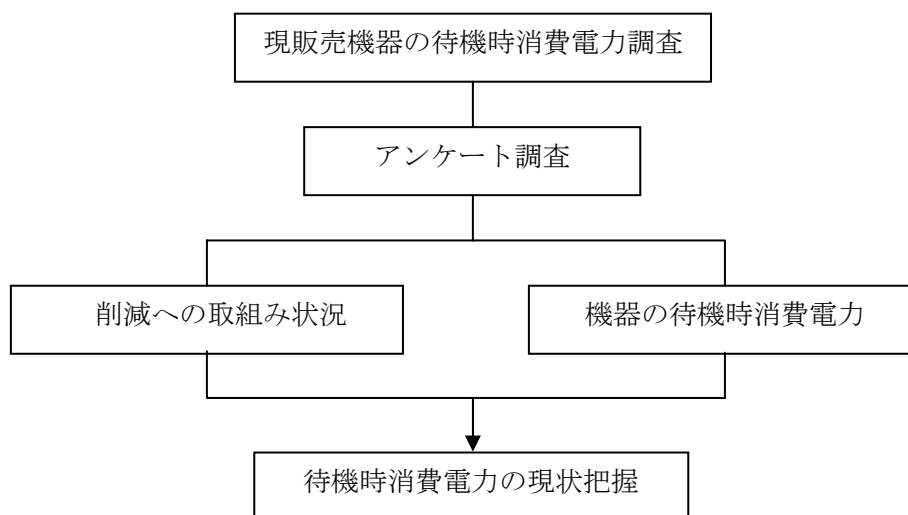 現販売機器の待機時消費電力調査
アンケート調査
削減への取組み状況
機器の待機時消費電力
待機時消費電力の現状把握